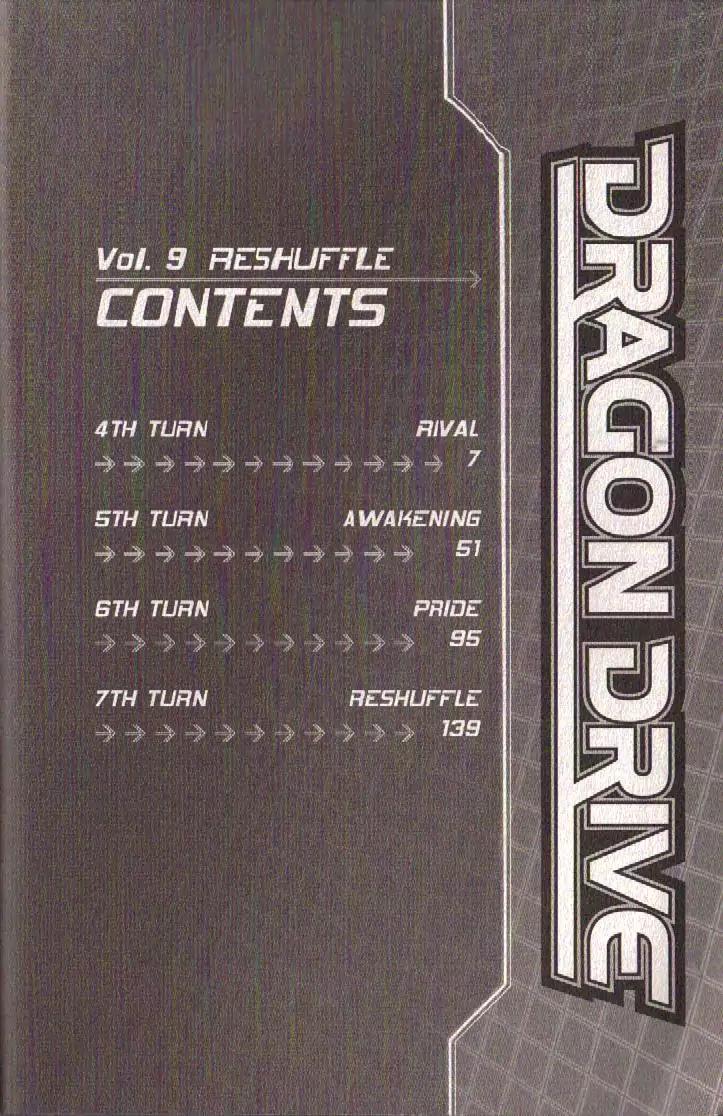 Vol. 9 RESHUFFLE
CONTENTS
4TH TURN RIVAL
7
5TH TURN AWAKENING
51
6TH TURN PRIDE
95
7TH TURN RESHUFFLE
139
DRAGON DRIVE